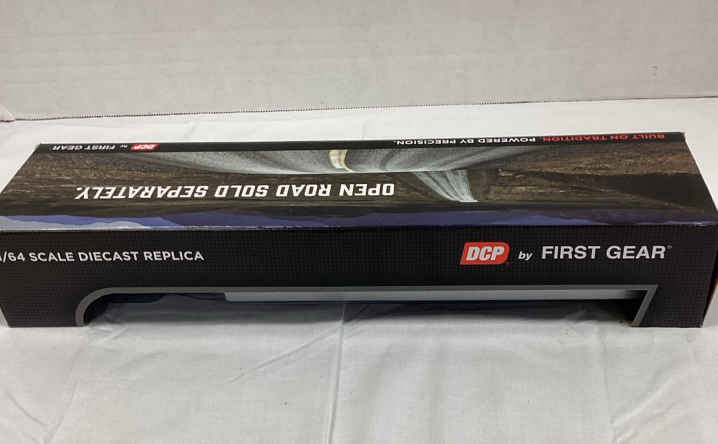 BUILT ON TRADITION POWERED BY PRECISION.
DCP by FIRST GEAR
OPEN ROAD SOLD SEPARATELY.
/64 SCALE DIECAST REPLICA
DCP by FIRST GEAR®